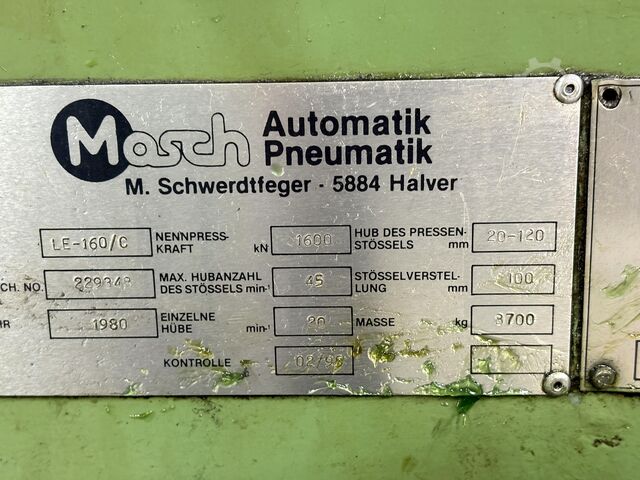 Masch Automatik
Pneumatik
M. Schwerdtfeger - 5884 Halver
LE-160/C NENNPRESS-KRAFT kN 1600 HUB DES PRESSEN-STÖSSELS mm 20-120
CH. NO. MAX. HUBANZAHL DES STÖSSELS min-¹ 45 STÖSSELVERSTEL-LUNG mm 100
HR 1980 EINZELNE HÜBE min-¹ 20 MASSE kg 8700
KONTROLLE